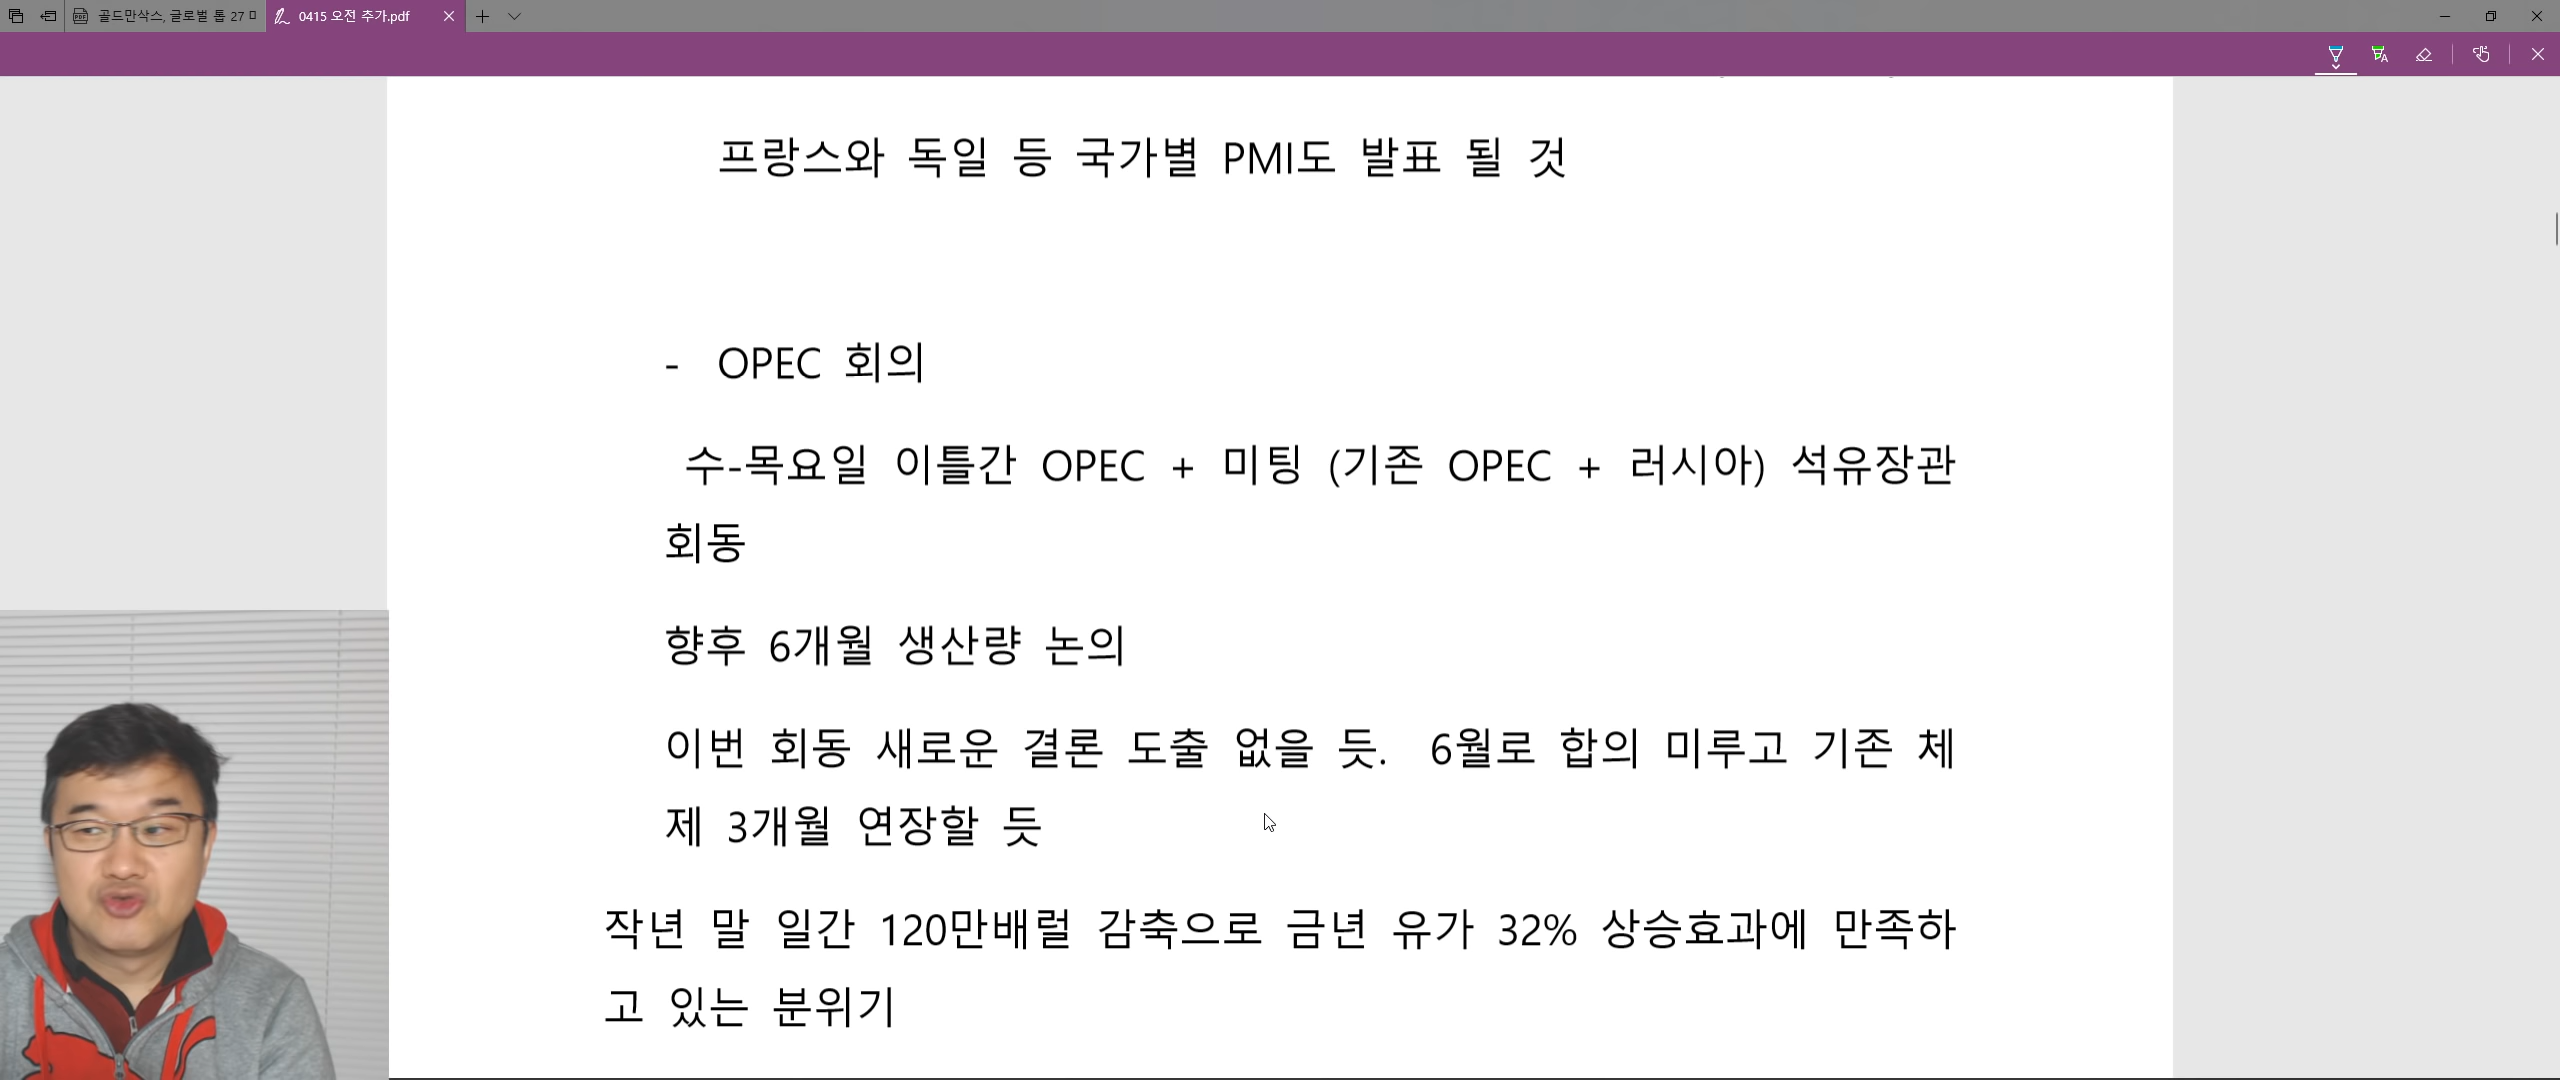 골드만삭스, 글로벌 톱 27
0415 오전 추가.pdf
프랑스와 독일 등 국가별 PMI도 발표 될 것
- OPEC 회의
수-목요일 이틀간 OPEC + 미팅 (기존 OPEC + 러시아) 석유장관
회동
향후 6개월 생산량 논의
이번 회동 새로운 결론 도출 없을 듯. 6월로 합의 미루고 기존 체
제 3개월 연장할 듯
작년 말 일간 120만배럴 감축으로 금년 유가 32% 상승효과에 만족하
고 있는 분위기